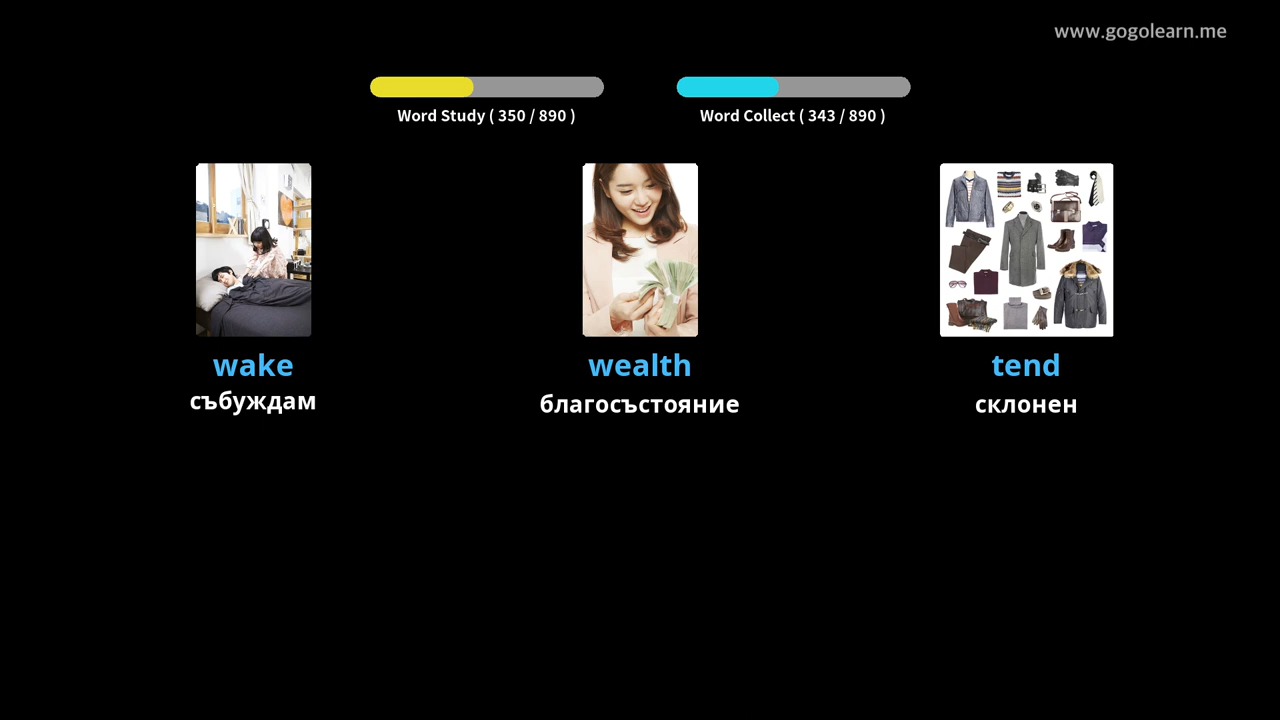 www.gogolearn.me
Word Study ( 350 / 890 )
Word Collect ( 343 / 890 )
wake
събуждам
wealth
благосъстояние
tend
склонен